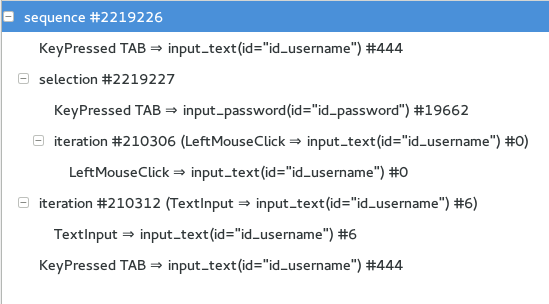 sequence #2219226
KeyPressed TAB ⇒ input_text(id="id_username") #444
selection #2219227
KeyPressed TAB ⇒ input_password(id="id_password") #19662
iteration #210306 (LeftMouseClick ⇒ input_text(id="id_username") #0)
LeftMouseClick ⇒ input_text(id="id_username") #0
iteration #210312 (TextInput ⇒ input_text(id="id_username") #6)
TextInput ⇒ input_text(id="id_username") #6
KeyPressed TAB ⇒ input_text(id="id_username") #444